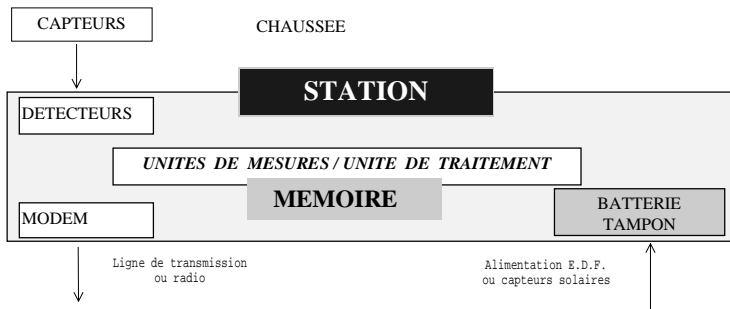 CAPTEURS
CHAUSSEE
STATION
DETECTEURS
UNITES DE MESURES / UNITE DE TRAITEMENT
MEMOIRE
MODEM
BATTERIE
TAMPON
Ligne de transmission
ou radio
Alimentation E.D.F.
ou capteurs solaires